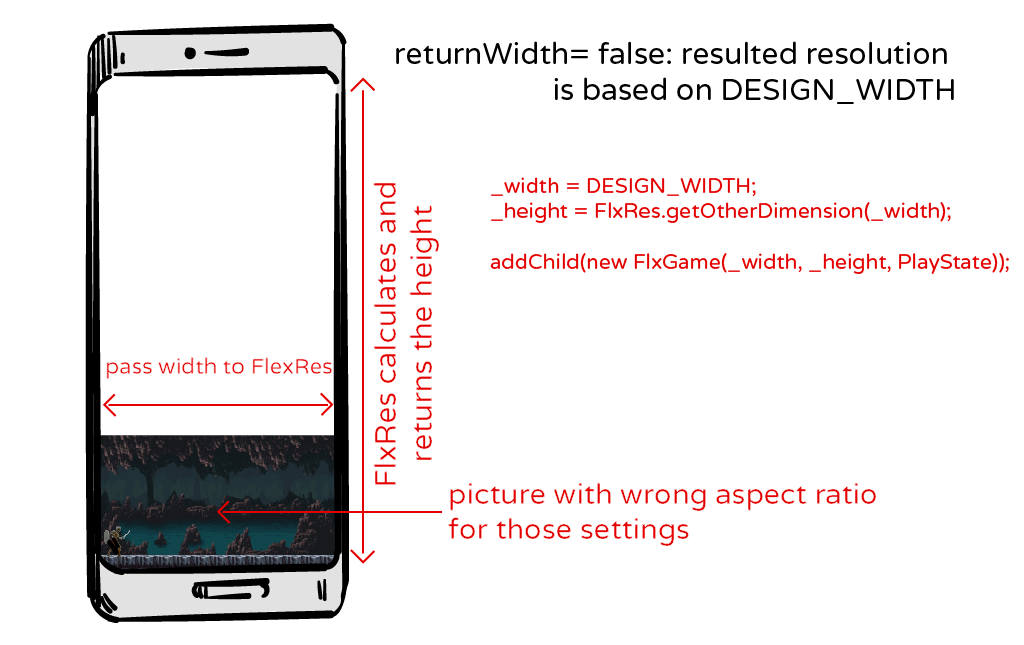 returnWidth= false: resulted resolution
is based on DESIGN_WIDTH
_width = DESIGN_WIDTH;
_height = FlxRes.getOtherDimension(_width);
addChild(new FlxGame(_width, _height, PlayState));
FlxRes calculates and
returns the height
pass width to FlexRes
picture with wrong aspect ratio
for those settings